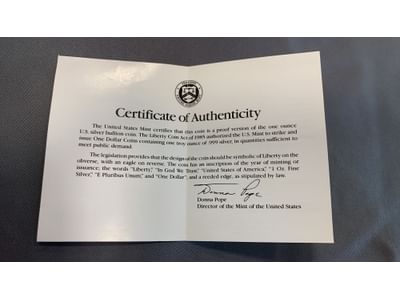 Certificate of Authenticity
The United States Mint certifies that this coin is a proof version of the one ounce
U.S. silver bullion coin. The Liberty Coin Act of 1985 authorized the U.S. Mint to strike and
issue One Dollar Coins containing one troy ounce of .999 silver, in quantities sufficient to
meet public demand.
The legislation provides that the design of the coin should be symbolic of Liberty on the
obverse, with an eagle on reverse. The coin has an inscription of the year of minting or
issuance; the words "Liberty," "In God We Trust," "United States of America," "1 Oz. Fine
Silver," "E Pluribus Unum," and "One Dollar", and a reeded edge, as stipulated by law.
Donna Pope
Donna Pope
Director of the Mint of the United States